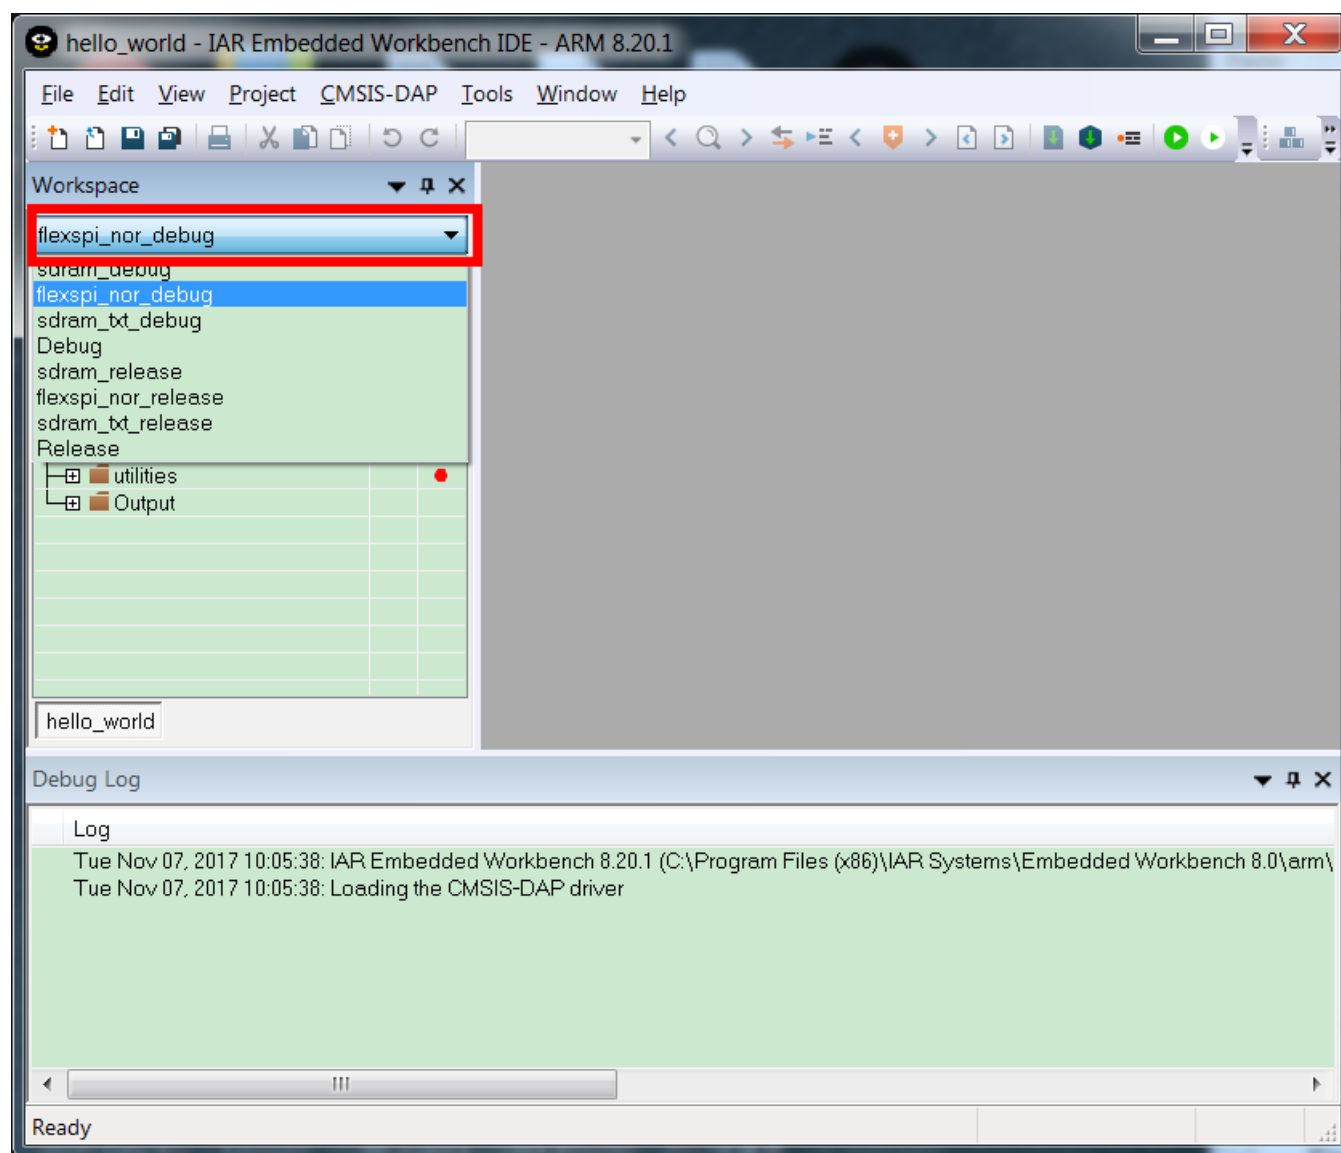 hello_world - IAR Embedded Workbench IDE - ARM 8.20.1
File Edit View Project CMSIS-DAP Tools Window Help
Workspace
flexspi_nor_debug
sdram_debug
flexspi_nor_debug
sdram_txt_debug
Debug
sdram_release
flexspi_nor_release
sdram_txt_release
Release
utilities
Output
hello_world
Debug Log
Log
Tue Nov 07, 2017 10:05:38: IAR Embedded Workbench 8.20.1 (C:\Program Files (x86)\IAR Systems\Embedded Workbench 8.0\arm\
Tue Nov 07, 2017 10:05:38: Loading the CMSIS-DAP driver
Ready